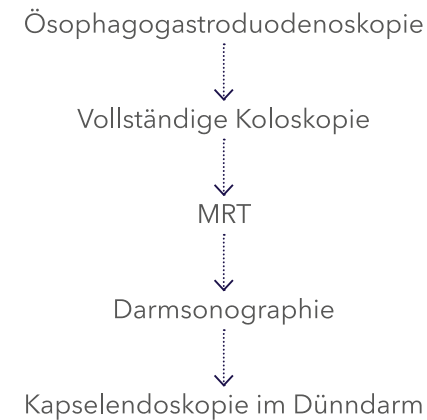 Ösophagogastroduodenoskopie
Vollständige Koloskopie
MRT
Darmsonographie
Kapselendoskopie im Dünndarm